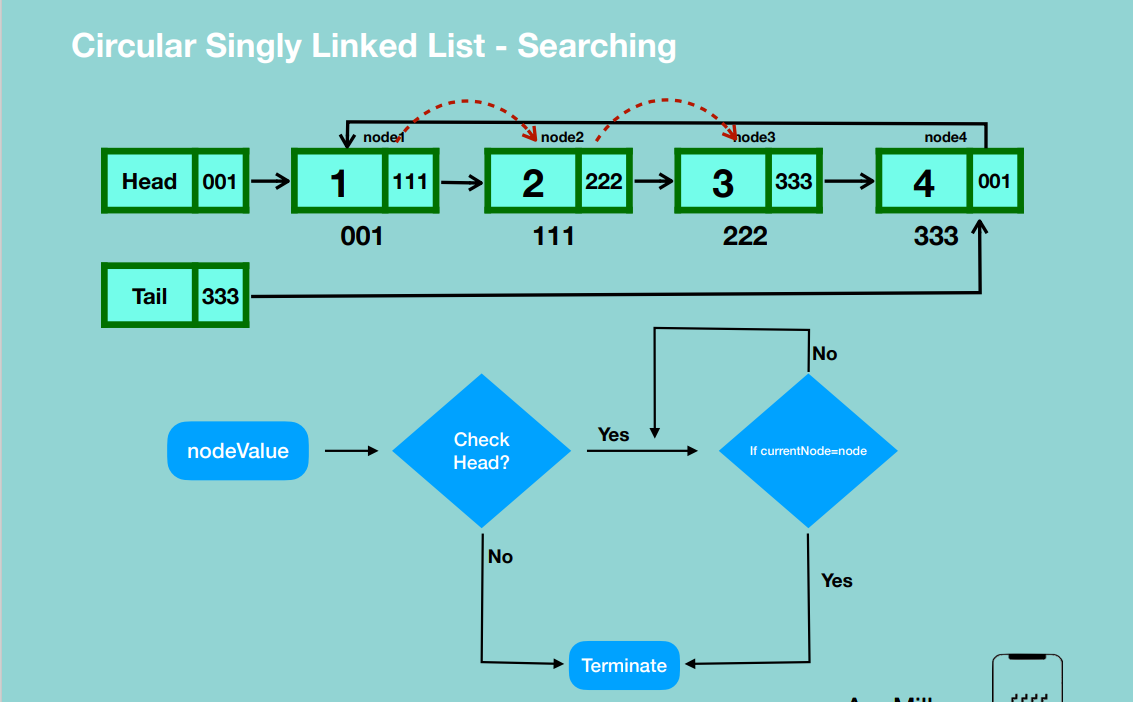 Circular Singly Linked List - Searching
node1
node2
node3
node4
Head 001
1 111
2 222
3 333
4 001
001
111
222
333
Tail 333
No
nodeValue
Check
Head?
Yes
If currentNode=node
No
Yes
Terminate